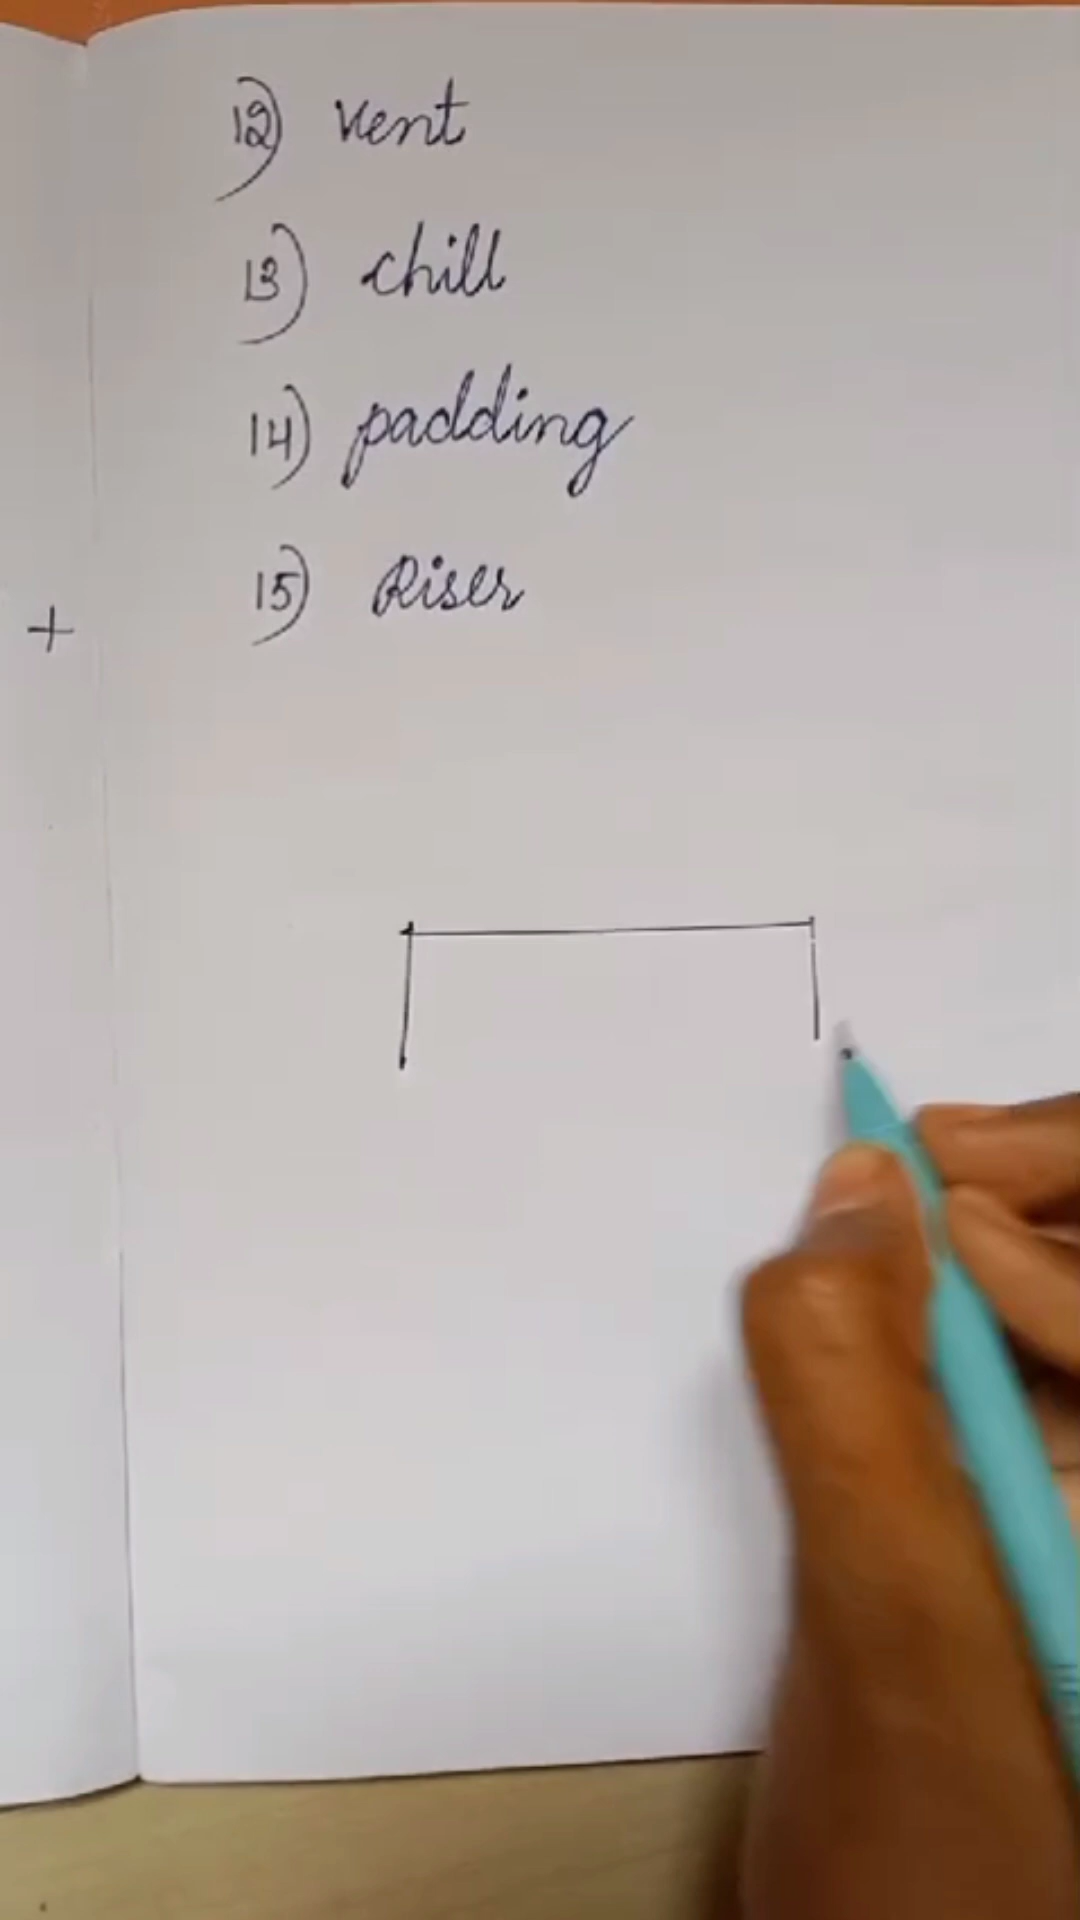 12) vent
13) chill
14) padding
15) Riser
+